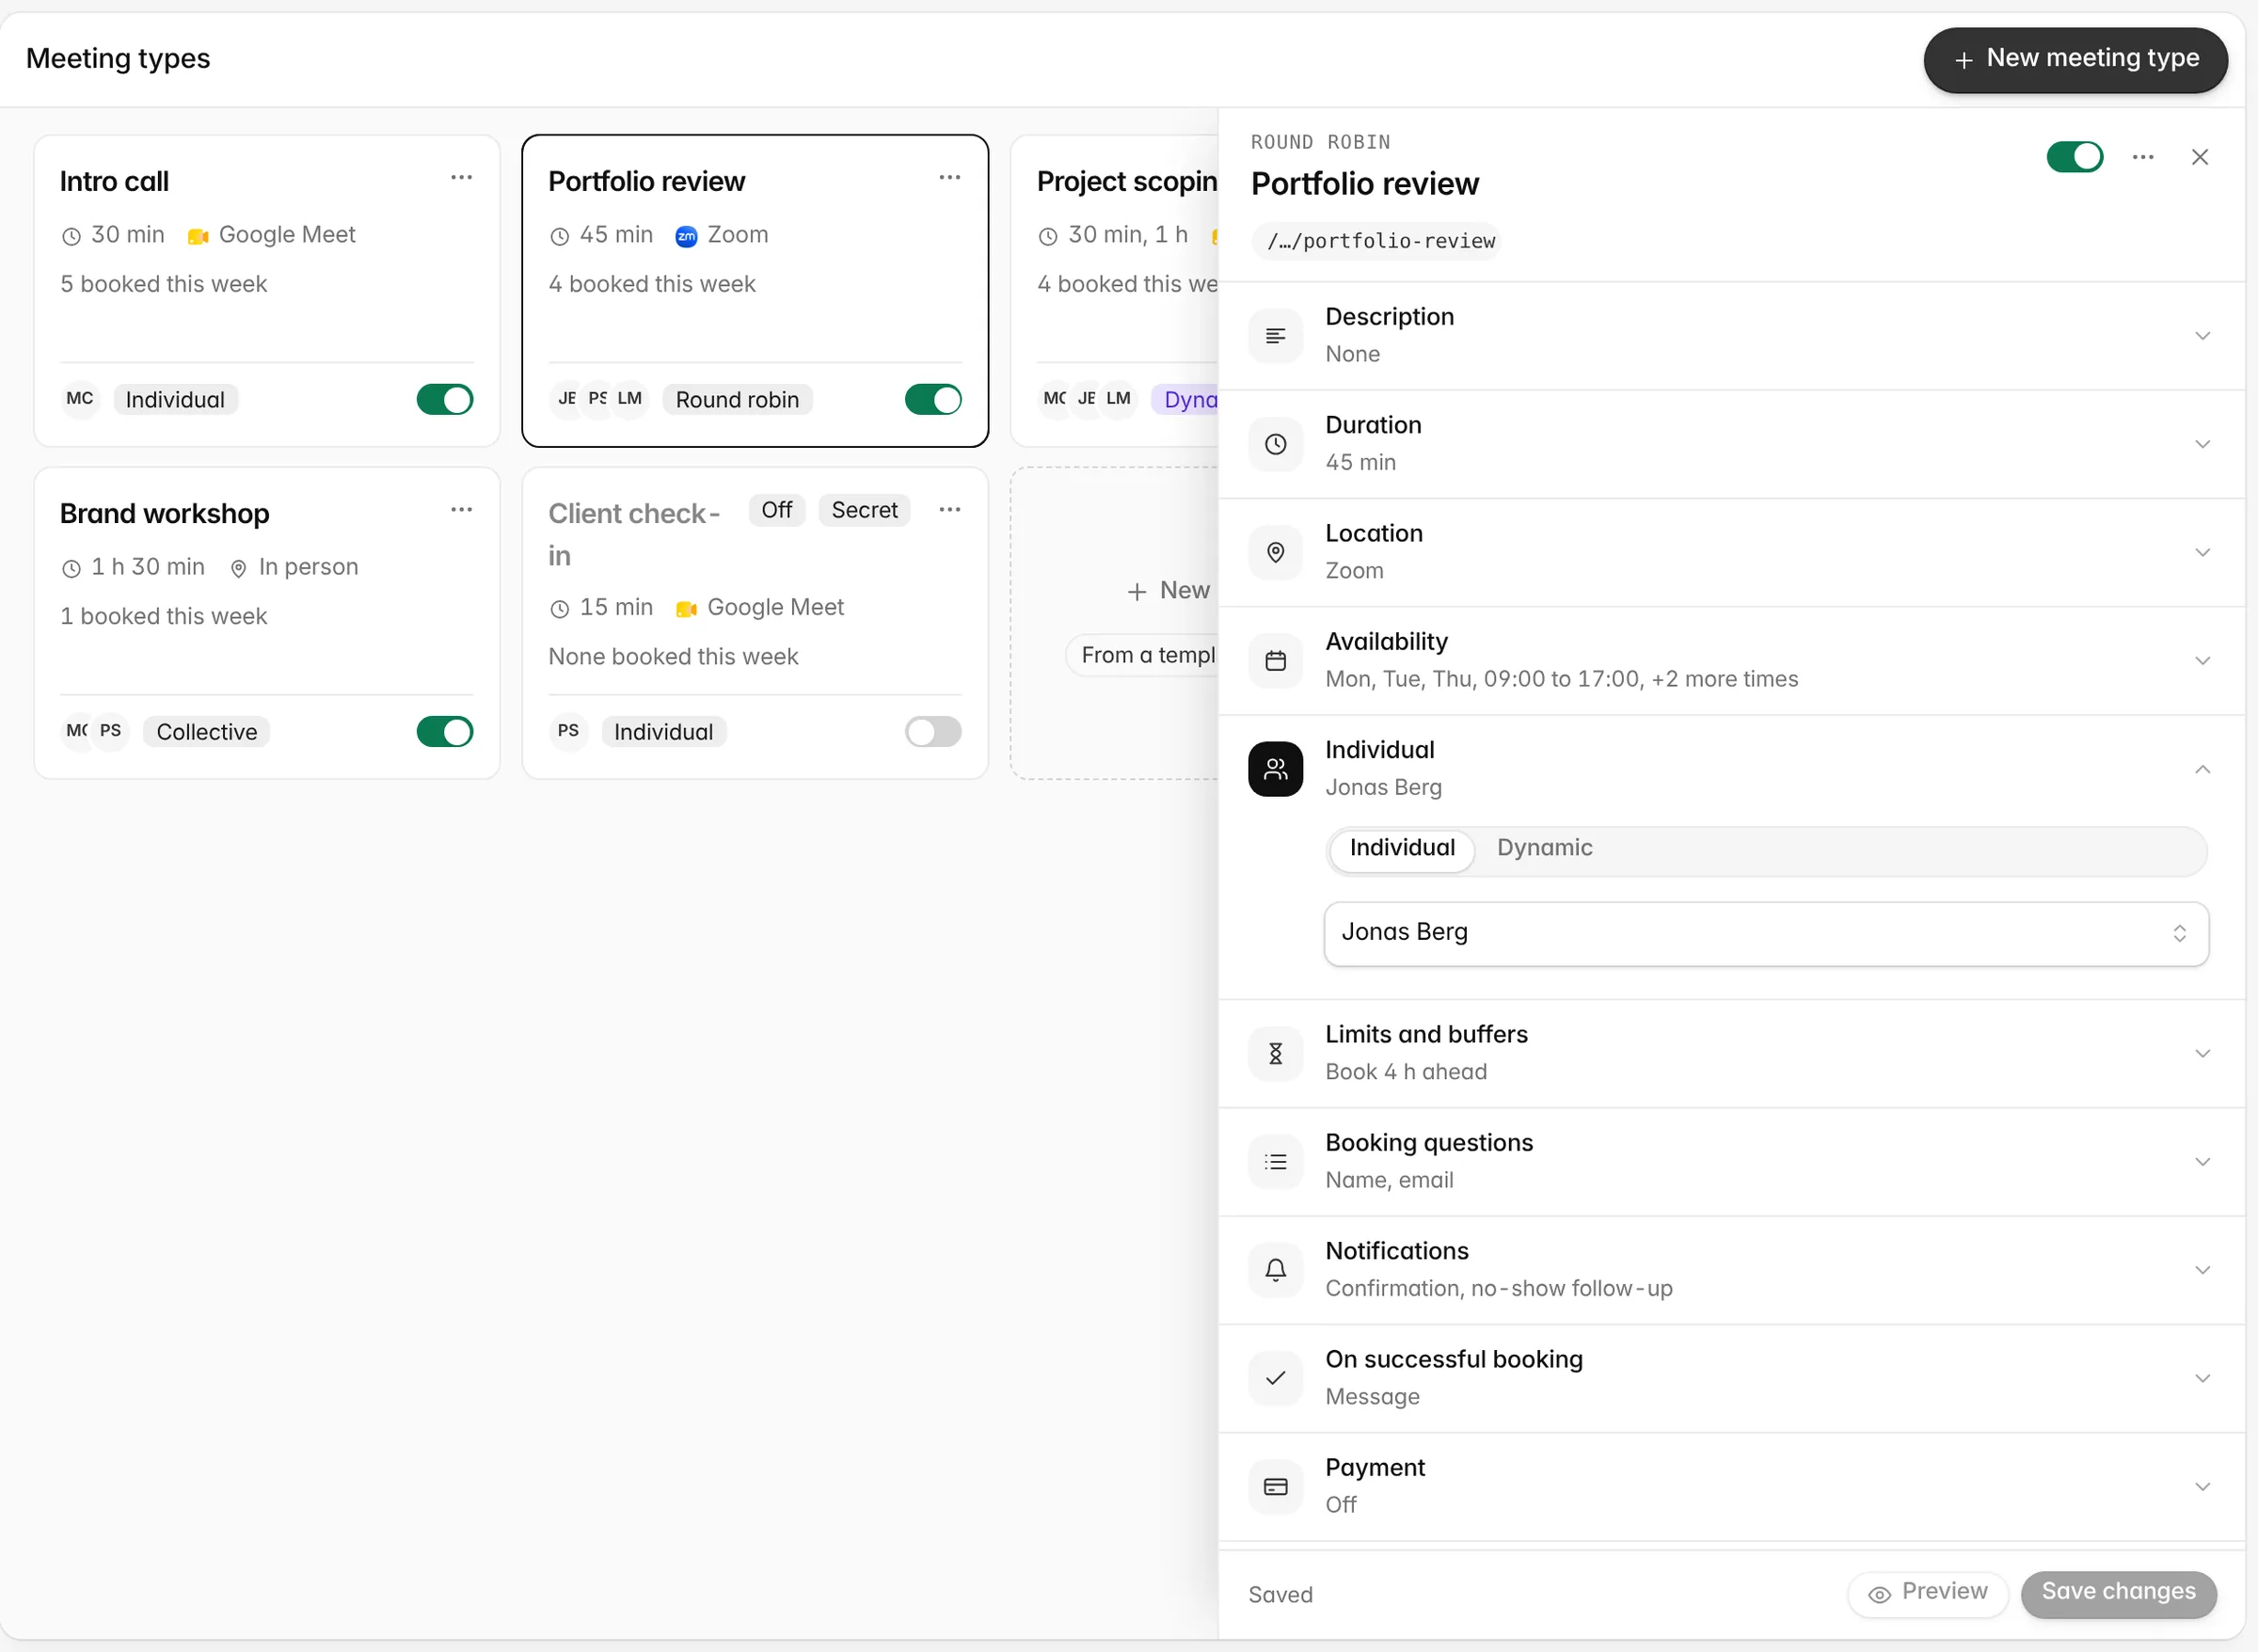 Meeting types
+ New meeting type
Intro call
30 min Google Meet
5 booked this week
MC Individual
Portfolio review
45 min Zoom
4 booked this week
JE PS LM Round robin
Project scopin
30 min, 1 h
4 booked this we
MC JE LM Dyna
Brand workshop
1 h 30 min In person
1 booked this week
MC PS Collective
Client check-
in
Off Secret
15 min Google Meet
None booked this week
PS Individual
+ New
From a templ
ROUND ROBIN
Portfolio review
/…/portfolio-review
Description
None
Duration
45 min
Location
Zoom
Availability
Mon, Tue, Thu, 09:00 to 17:00, +2 more times
Individual
Jonas Berg
Individual Dynamic
Jonas Berg
Limits and buffers
Book 4 h ahead
Booking questions
Name, email
Notifications
Confirmation, no-show follow-up
On successful booking
Message
Payment
Off
Saved
Preview
Save changes